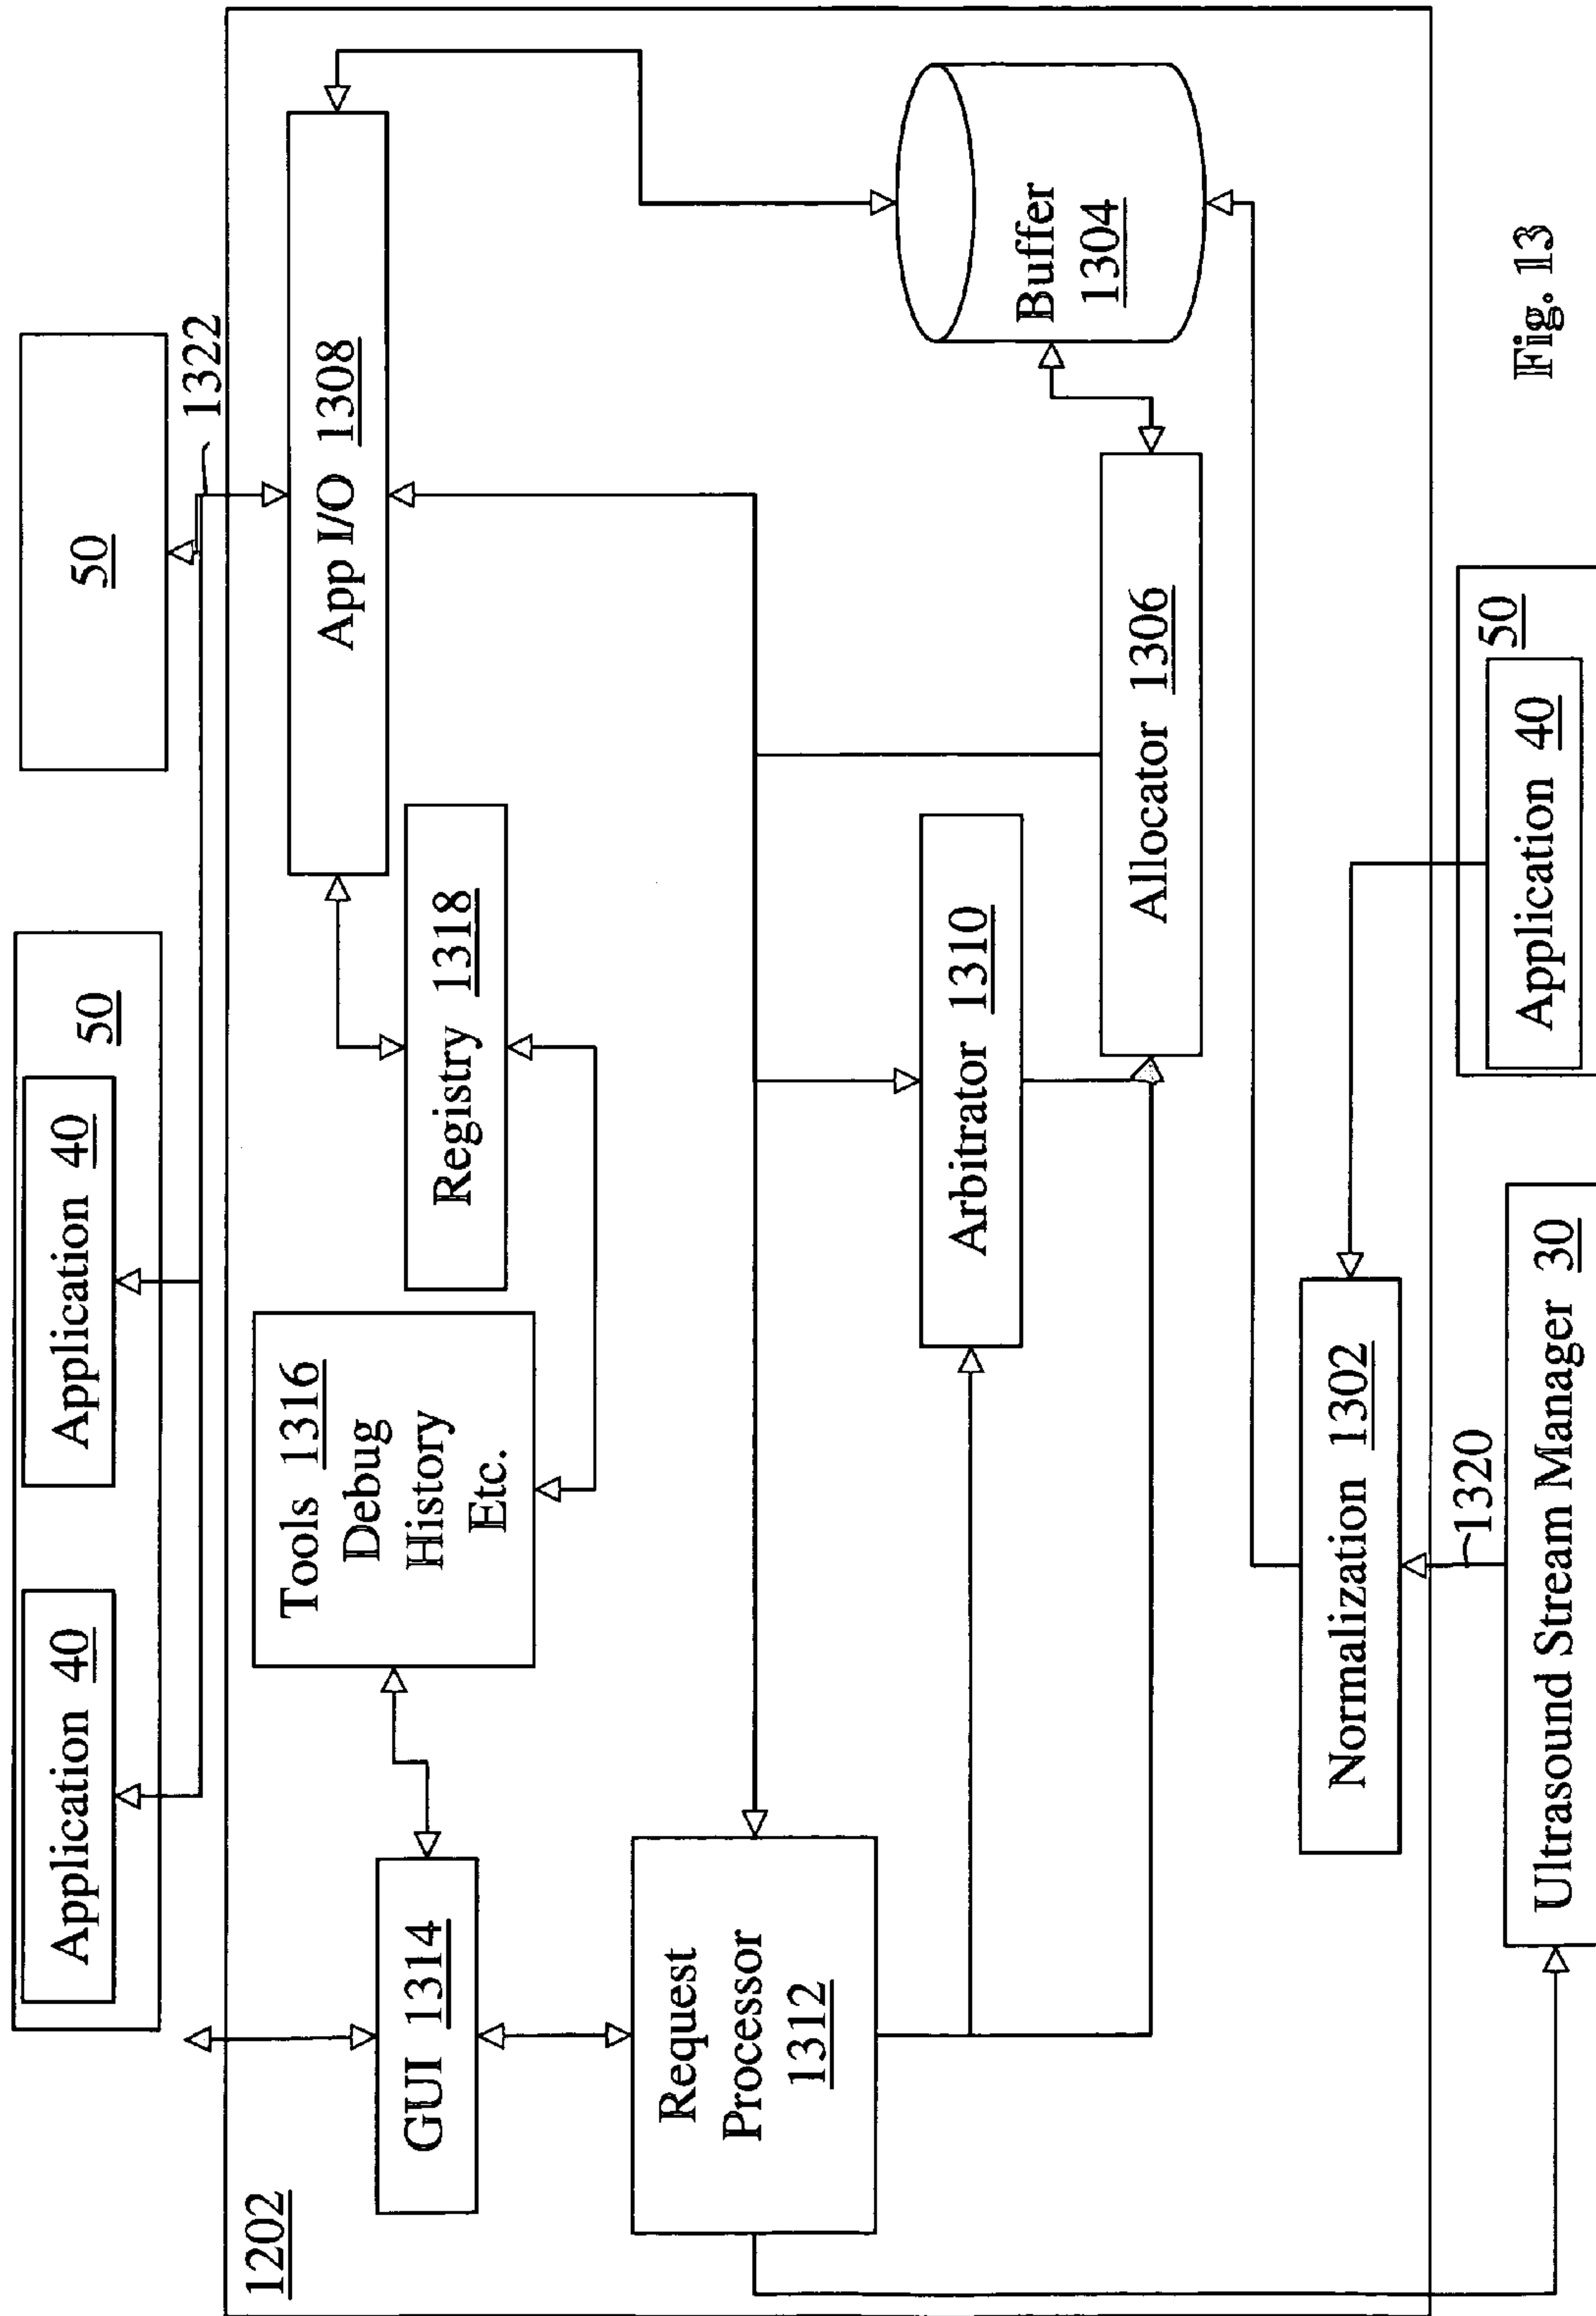 Application 40
Application 40
50
50
1322
1202
GUI 1314
Tools 1316
Debug
History
Etc.
Registry 1318
App I/O 1308
Request
Processor
1312
Arbitrator 1310
Allocator 1306
Buffer
1304
Normalization 1302
1320
Ultrasound Stream Manager 30
Application 40
50
Fig. 13